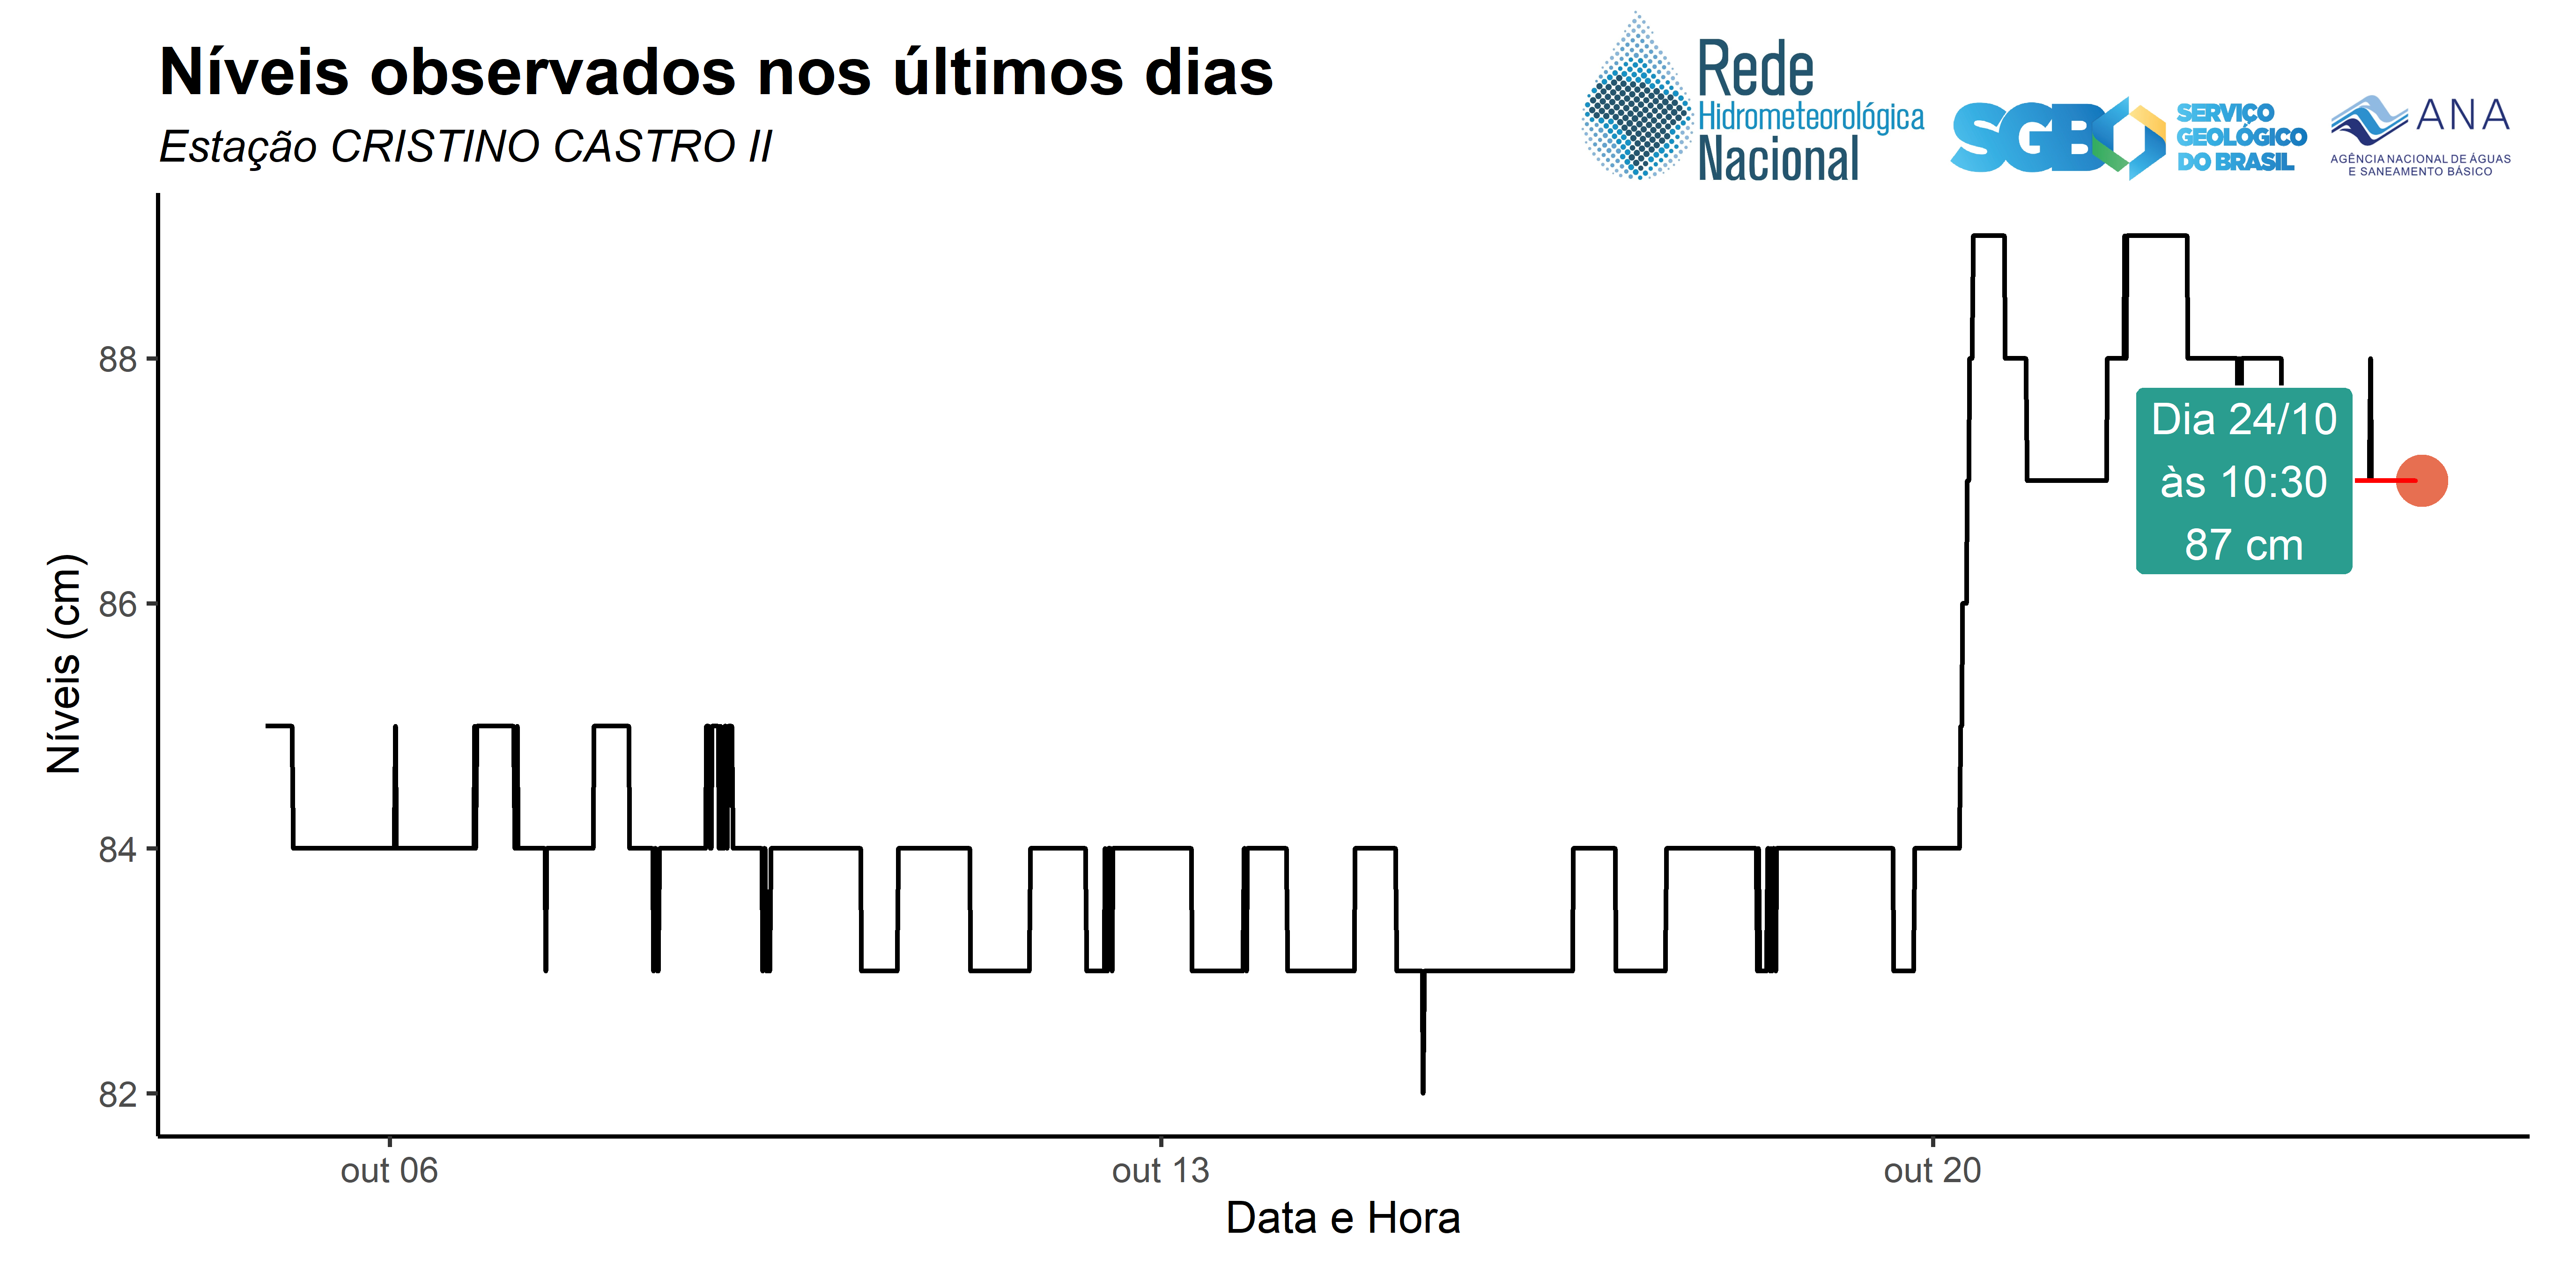 Níveis observados nos últimos dias
Estação CRISTINO CASTRO II
Rede
Hidrometeorológica
Nacional
SGB
SERVIÇO
GEOLÓGICO
DO BRASIL
ANA
AGÊNCIA NACIONAL DE ÁGUAS
E SANEAMENTO BÁSICO
Níveis (cm)
88
86
84
82
Dia 24/10
às 10:30
87 cm
out 06
out 13
out 20
Data e Hora